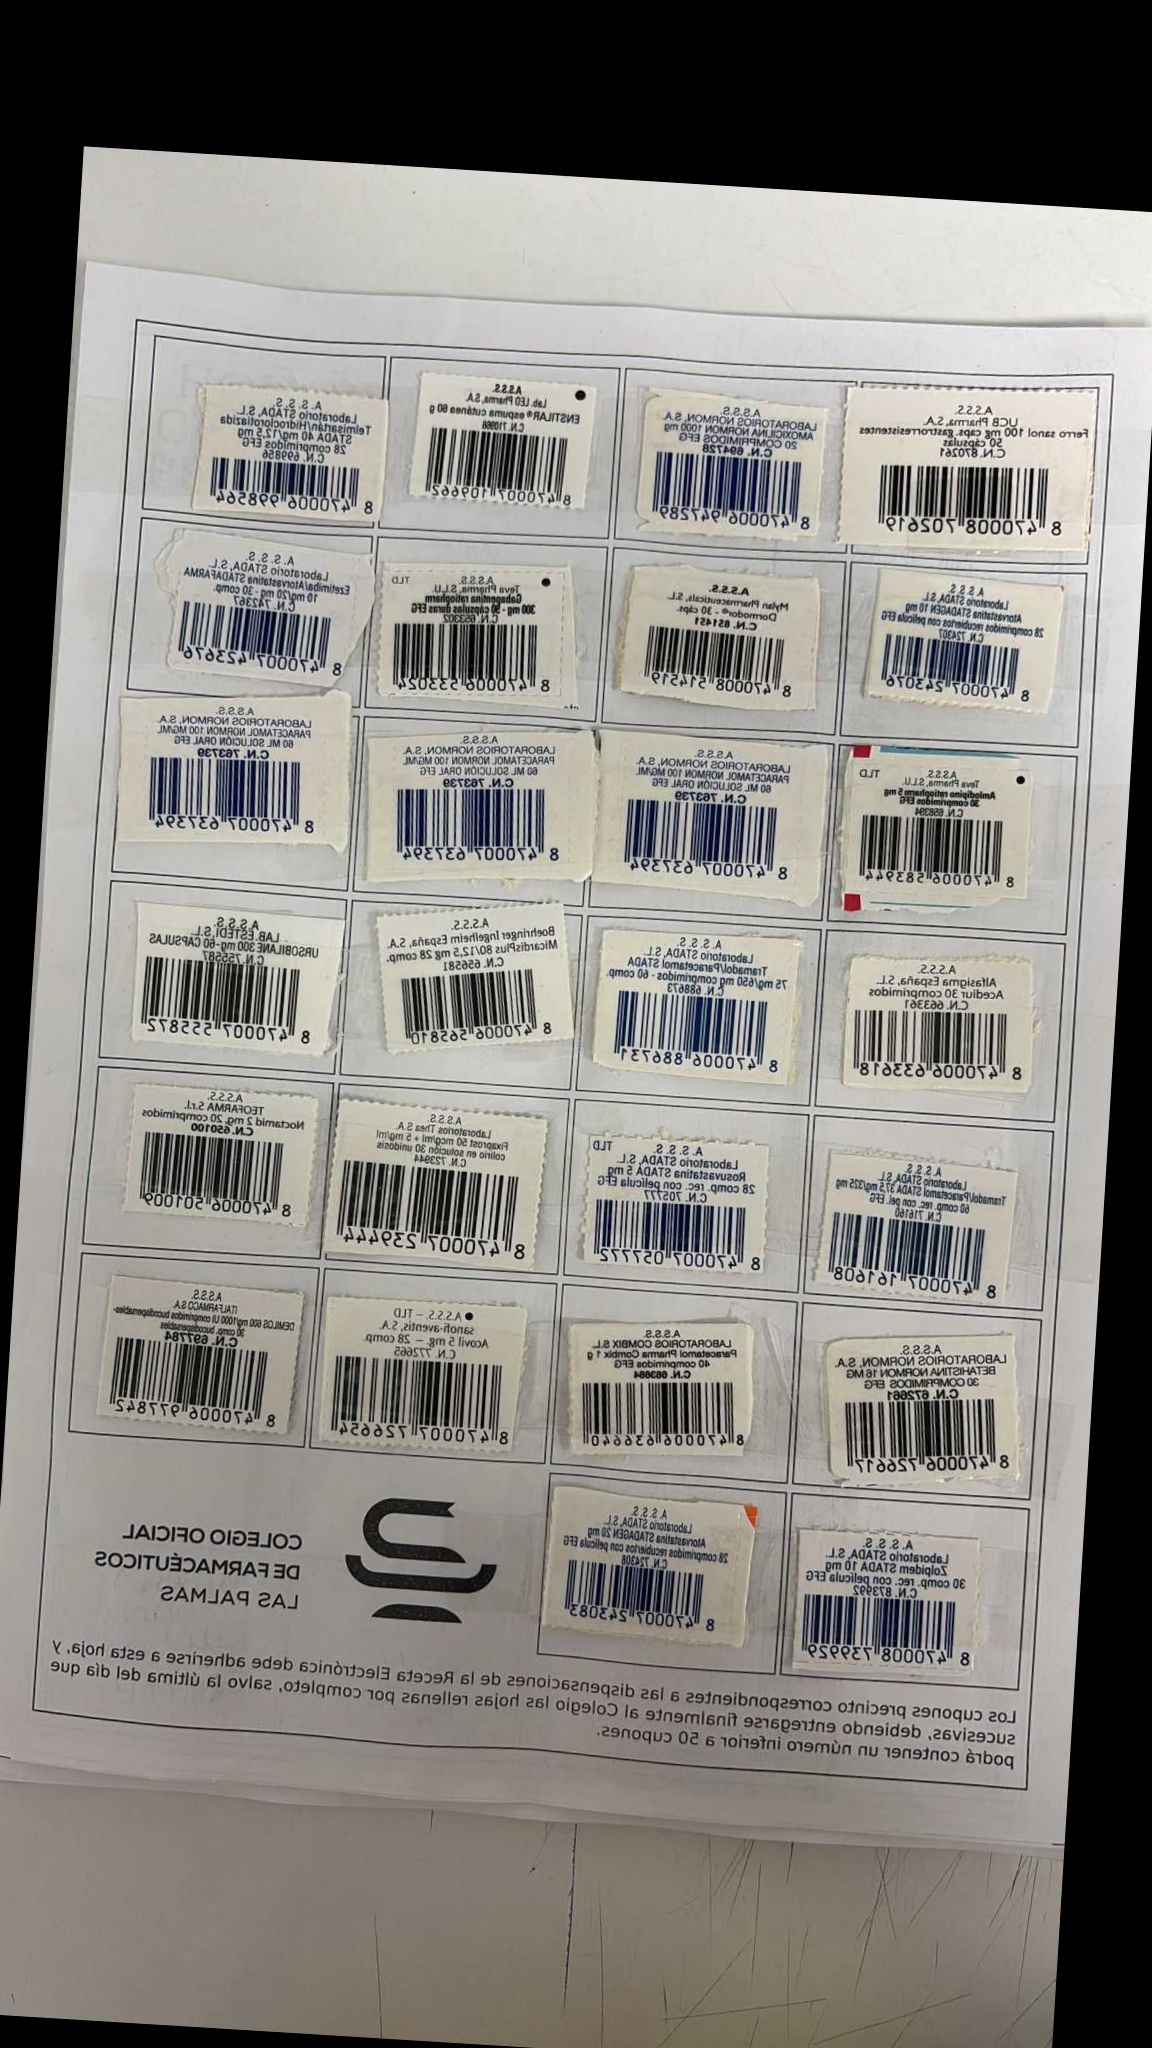 A.S.S.S.
UCB Pharma, S.A.
Ferro sanol 100 mg caps. gastrorresistentes
50 cápsulas
C.N.870261
8 470008 702619
A.S.S.S.
LABORATORIOS NORMON, S.A.
AMOXICILINA NORMON 1000 mg
20 COMPRIMIDOS EFG
C.N. 694728
8 470006 947289
A.S.S.S.
Lab. LEO Pharma, S.A.
ENSTILAR® espuma cutánea 60 g
C.N. 710966
8 470007 109662
A. S. S. S.
Laboratorio STADA, S.L.
Telmisartán/Hidroclorotiazida
STADA 40 mg/12,5 mg
28 comprimidos EFG
C.N. 699856
8 470006 998564
A. S. S. S.
Laboratorio STADA, S.L.
Atorvastatina STADAGEN 10 mg
28 comprimidos recubiertos con película EFG
C.N. 724307
8 470007 243076
A.S.S.S.
Mylan Pharmaceuticals, S.L.
Dormodor® - 30 cáps.
C.N. 851451
8 470008 514519
A.S.S.S. TLD
Teva Pharma, S.L.U.
Gabapentina ratiopharm
300 mg - 90 cápsulas duras EFG
C.N. 653302
8 470006 533024
A. S. S. S.
Laboratorio STADA, S.L.
Ezetimiba/Atorvastatina STADAFARMA
10 mg/20 mg - 30 comp.
C.N. 742367
8 470007 423676
A.S.S.S. TLD
Teva Pharma, S.L.U.
Amlodipino ratiopharm 5 mg
30 comprimidos EFG
C.N. 658394
8 470006 583944
A.S.S.S.
LABORATORIOS NORMON, S.A.
PARACETAMOL NORMON 100 MG/ML
60 ML SOLUCIÓN ORAL EFG
C.N. 763739
8 470007 637394
A.S.S.S.
LABORATORIOS NORMON, S.A.
PARACETAMOL NORMON 100 MG/ML
60 ML SOLUCIÓN ORAL EFG
C.N. 763739
8 470007 637394
A.S.S.S.
LABORATORIOS NORMON, S.A.
PARACETAMOL NORMON 100 MG/ML
60 ML SOLUCIÓN ORAL EFG
C.N. 763739
8 470007 637394
A.S.S.S.
Alfasigma España, S.L.
Acediur 30 comprimidos
C.N. 663361
8 470006 633618
A. S. S. S.
Laboratorio STADA, S.L.
Tramadol/Paracetamol STADA
75 mg/650 mg comprimidos - 60 comp
C.N. 688673
8 470006 886731
A.S.S.S.
Boehringer Ingelheim España, S.A.
MicardisPlus 80/12,5 mg 28 comp.
C.N. 656581
8 470006 565810
A.S.S.S.
LAB. ESTEDI S.L.
URSOBILANE 300 mg-60 CÁPSULAS
C.N.755587
8 470007 555872
A. S. S. S.
Laboratorio STADA, S.L.
Tramadol/Paracetamol STADA 37,5 mg/325 mg
60 comp. rec. con pel. EFG
C.N. 716160
8 470007 161608
A. S. S. S. TLD
Laboratorio STADA, S.L.
Rosuvastatina STADA 5 mg
28 comp. rec. con película EFG
C.N. 705777
8 470007 057772
A.S.S.S.
Laboratorios Thea S.A.
Fixaprost 50 mcg/ml + 5 mg/ml
colirio en solución 30 unidosis
C.N. 723944
8 470007 239444
A.S.S.S.
TEOFARMA S.r.l.
Noctamid 2 mg, 20 comprimidos
C.N. 650100
8 470006 501009
A.S.S.S.
LABORATORIOS NORMON, S.A.
BETAHISTINA NORMON 16 MG
30 COMPRIMIDOS EFG
C.N. 672661
8 470006 726617
A.S.S.S.
LABORATORIOS COMBIX S.L.
Paracetamol Pharma Combix 1 g
40 comprimidos EFG
663664
8 470006 636640
A.S.S.S. – TLD
sanofi-aventis, S.A.
Acovil 5 mg. – 28 comp.
C.N. 772665
8 470007 726654
A.S.S.S.
ITALFARMACO S.A.
DEMILOS 600 mg/1000 UI comprimidos bucodispersables-
30 comp. bucodispersables
C.N. 697784
8 470006 977842
A. S. S. S.
Laboratorio STADA, S.L.
Zolpidem STADA 10 mg
30 comp. rec. con película EFG
C.N.873992
8 470008 739929
A. S. S. S.
Laboratorio STADA, S.L.
Atorvastatina STADAGEN 20 mg
28 comprimidos recubiertos con película EFG
C.N. 724308
8 470007 243083
COLEGIO OFICIAL
DE FARMACÉUTICOS
LAS PALMAS
Los cupones precinto correspondientes a las dispensaciones de la Receta Electrónica debe adherirse a esta hoja, y
sucesivas, debiendo entregarse finalmente al Colegio las hojas rellenas por completo, salvo la última del día que
podrá contener un número inferior a 50 cupones.